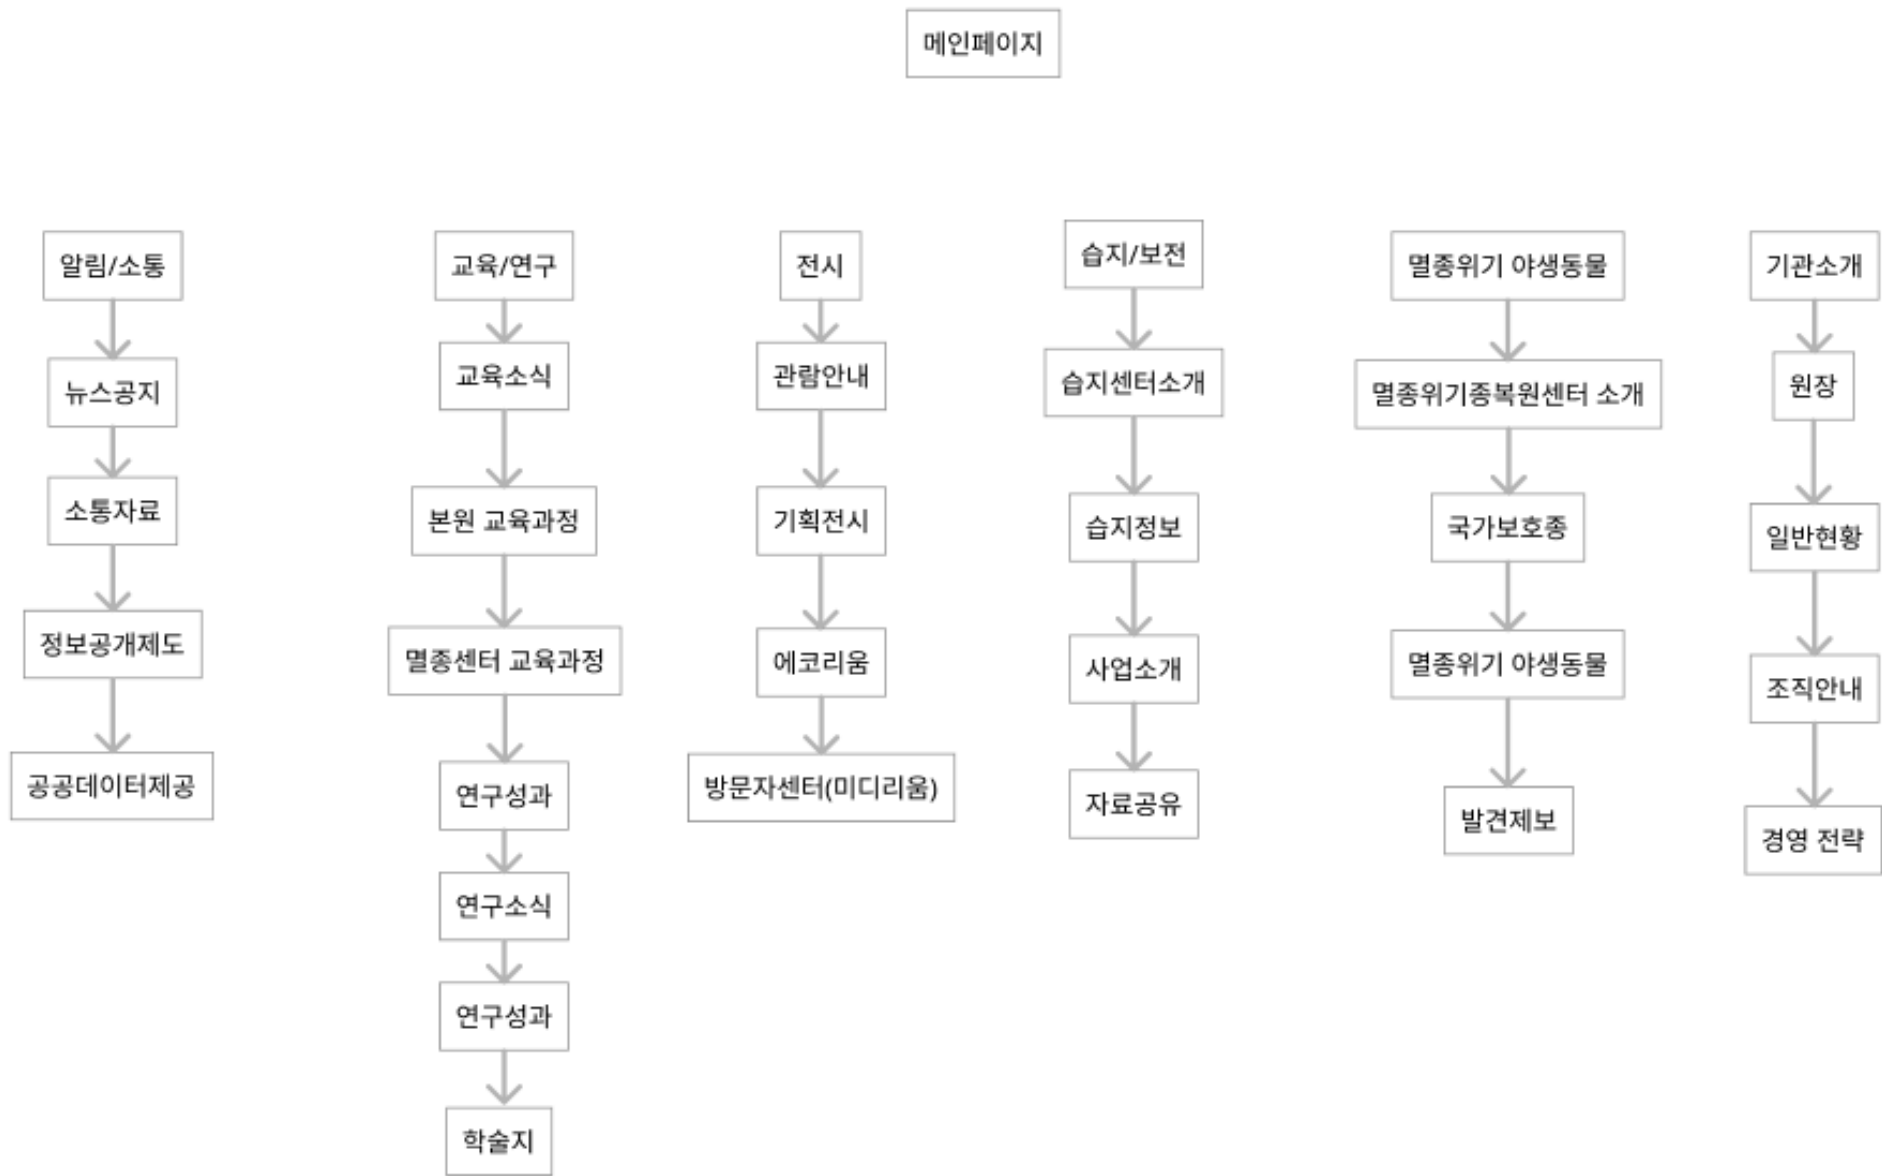 메인페이지
알림/소통
뉴스공지
소통자료
정보공개제도
공공데이터제공
교육/연구
교육소식
본원 교육과정
멸종센터 교육과정
연구성과
연구소식
연구성과
학술지
전시
관람안내
기획전시
에코리움
방문자센터(미디리움)
습지/보전
습지센터소개
습지정보
사업소개
자료공유
멸종위기 야생동물
멸종위기종복원센터 소개
국가보호종
멸종위기 야생동물
발견제보
기관소개
원장
일반현황
조직안내
경영 전략